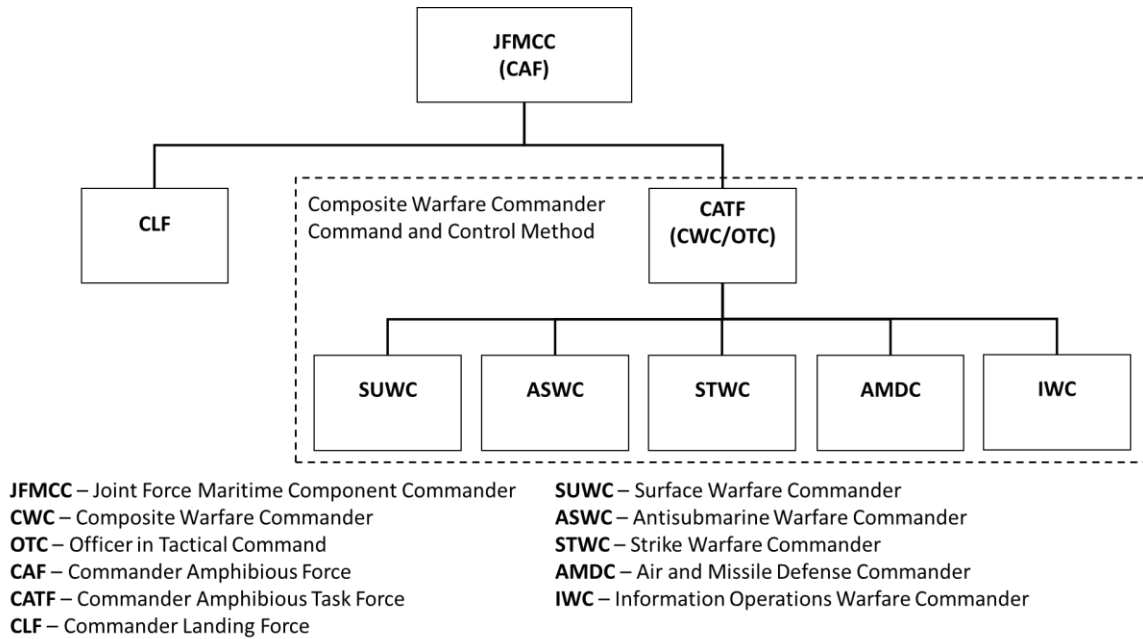 JFMCC
(CAF)
CLF
Composite Warfare Commander
Command and Control Method
CATF
(CWC/OTC)
SUWC
ASWC
STWC
AMDC
IWC
JFMCC – Joint Force Maritime Component Commander
CWC – Composite Warfare Commander
OTC – Officer in Tactical Command
CAF – Commander Amphibious Force
CATF – Commander Amphibious Task Force
CLF – Commander Landing Force
SUWC – Surface Warfare Commander
ASWC – Antisubmarine Warfare Commander
STWC – Strike Warfare Commander
AMDC – Air and Missile Defense Commander
IWC – Information Operations Warfare Commander